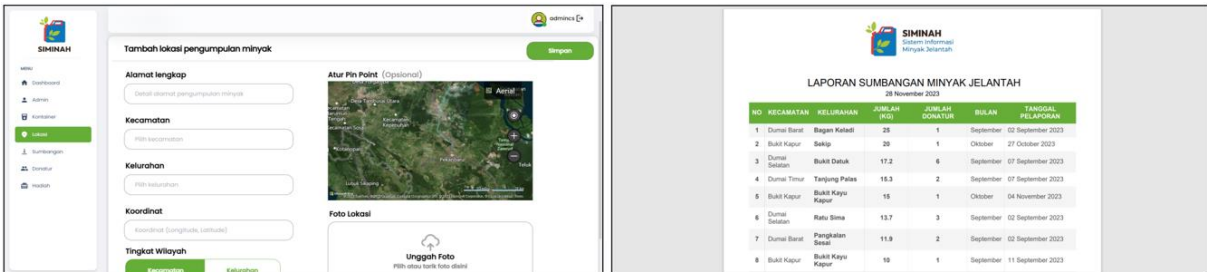 SIMINAH
MENU
Dashboard
Admin
Kontainer
Lokasi
Sumbangan
Donatur
Hadiah
admincs
Tambah lokasi pengumpulan minyak
Simpan
Alamat lengkap
Detail alamat pengumpulan minyak
Kecamatan
Pilih kecamatan
Kelurahan
Pilih kelurahan
Koordinat
Koordinat (Longitude, Latitude)
Tingkat Wilayah
Kecamatan Kelurahan
Atur Pin Point (Opsional)
Aerial
Pekanbaru
Foto Lokasi
Unggah Foto
Pilih atau tarik foto disini
SIMINAH
Sistem Informasi
Minyak Jelantah
LAPORAN SUMBANGAN MINYAK JELANTAH
28 November 2023
NO KECAMATAN KELURAHAN JUMLAH (KG) JUMLAH DONATUR BULAN TANGGAL PELAPORAN
1 Dumai Barat Bagan Keladi 25 1 September 02 September 2023
2 Bukit Kapur Sekip 20 1 Oktober 27 October 2023
3 Dumai Selatan Bukit Datuk 17.2 6 September 07 September 2023
4 Dumai Timur Tanjung Palas 15.3 2 September 07 September 2023
5 Bukit Kapur Bukit Kayu Kapur 15 1 Oktober 04 November 2023
6 Dumai Selatan Ratu Sima 13.7 3 September 02 September 2023
7 Dumai Barat Pangkalan Sesai 11.9 2 September 02 September 2023
8 Bukit Kapur Bukit Kayu Kapur 10 1 September 11 September 2023